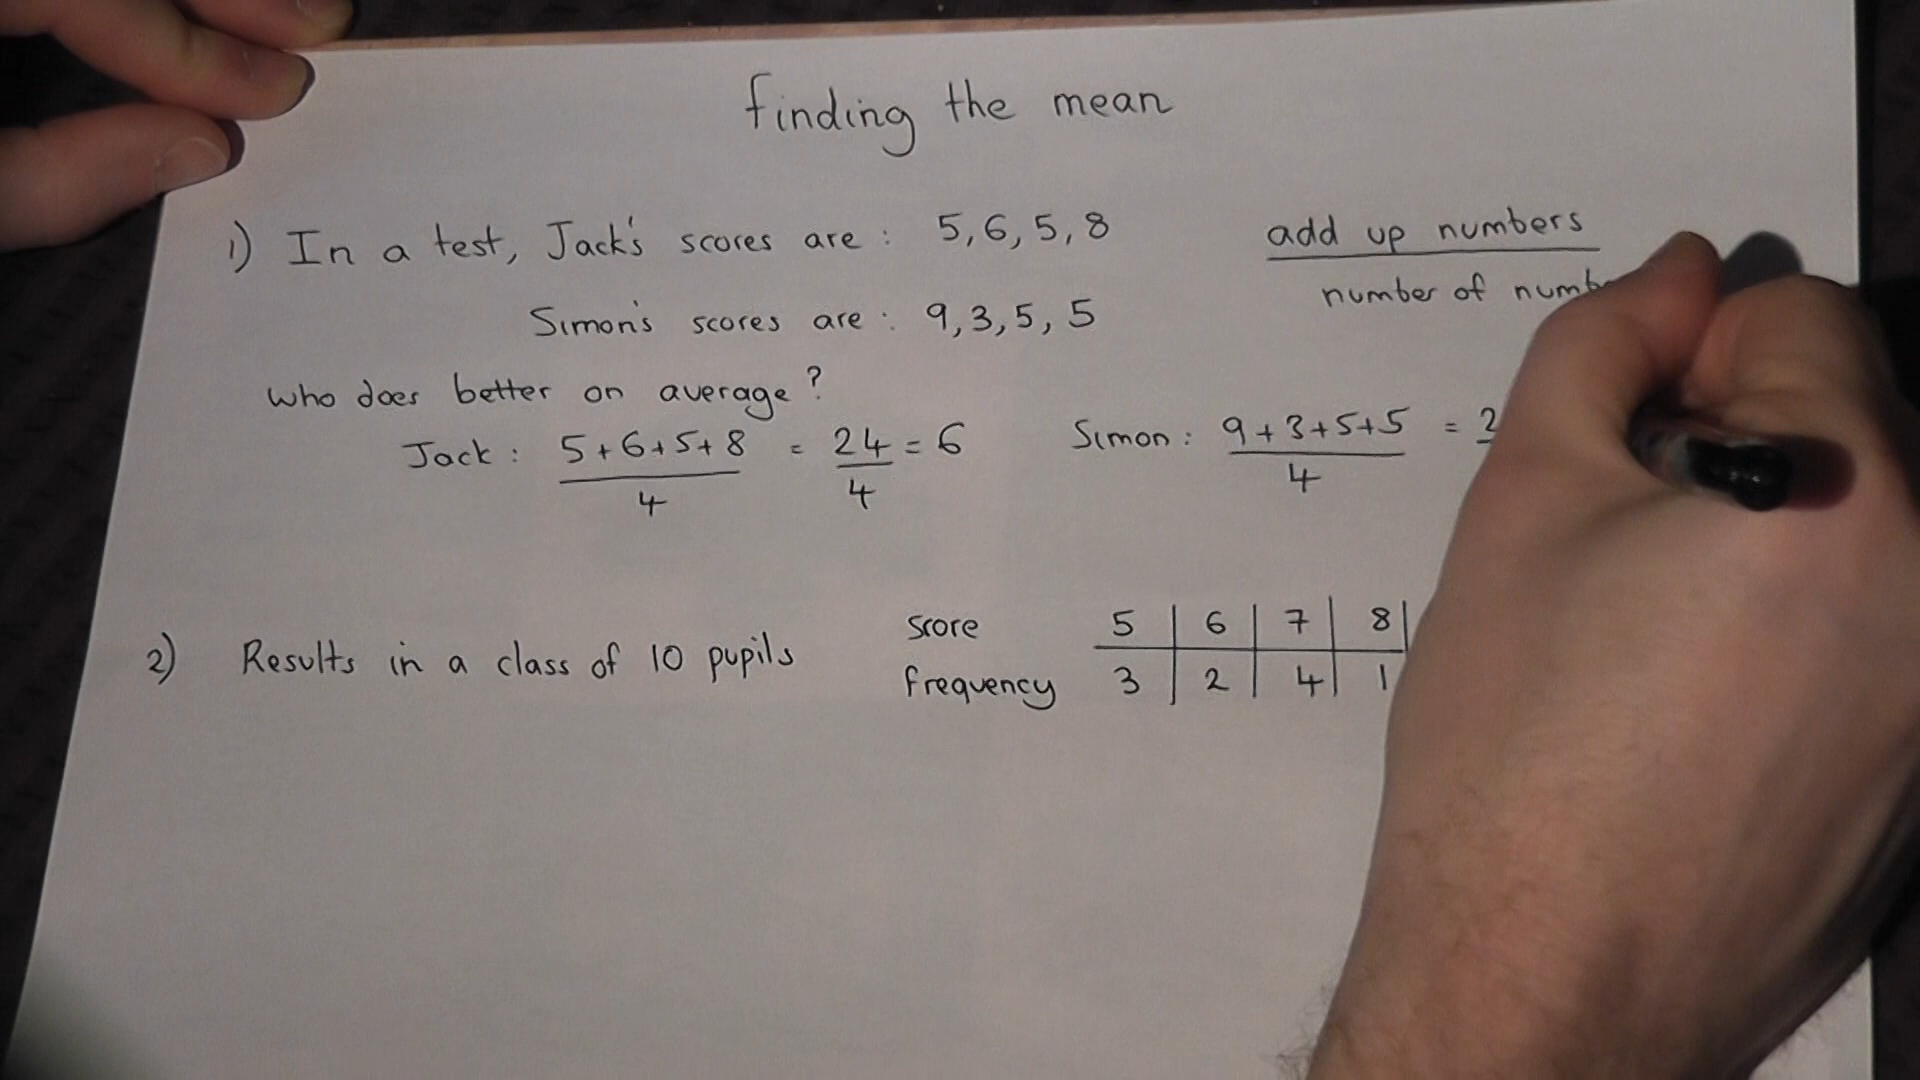 finding the mean
1) In a test, Jack's scores are : 5, 6, 5, 8
add up numbers
number of
Simon's scores are : 9, 3, 5, 5
who does better on average ?
Jack : 5+6+5+8 / 4 = 24 / 4 = 6
Simon : 9+3+5+5 / 4 = 2
2) Results in a class of 10 pupils
Score 5 6 7 8
frequency 3 2 4 1